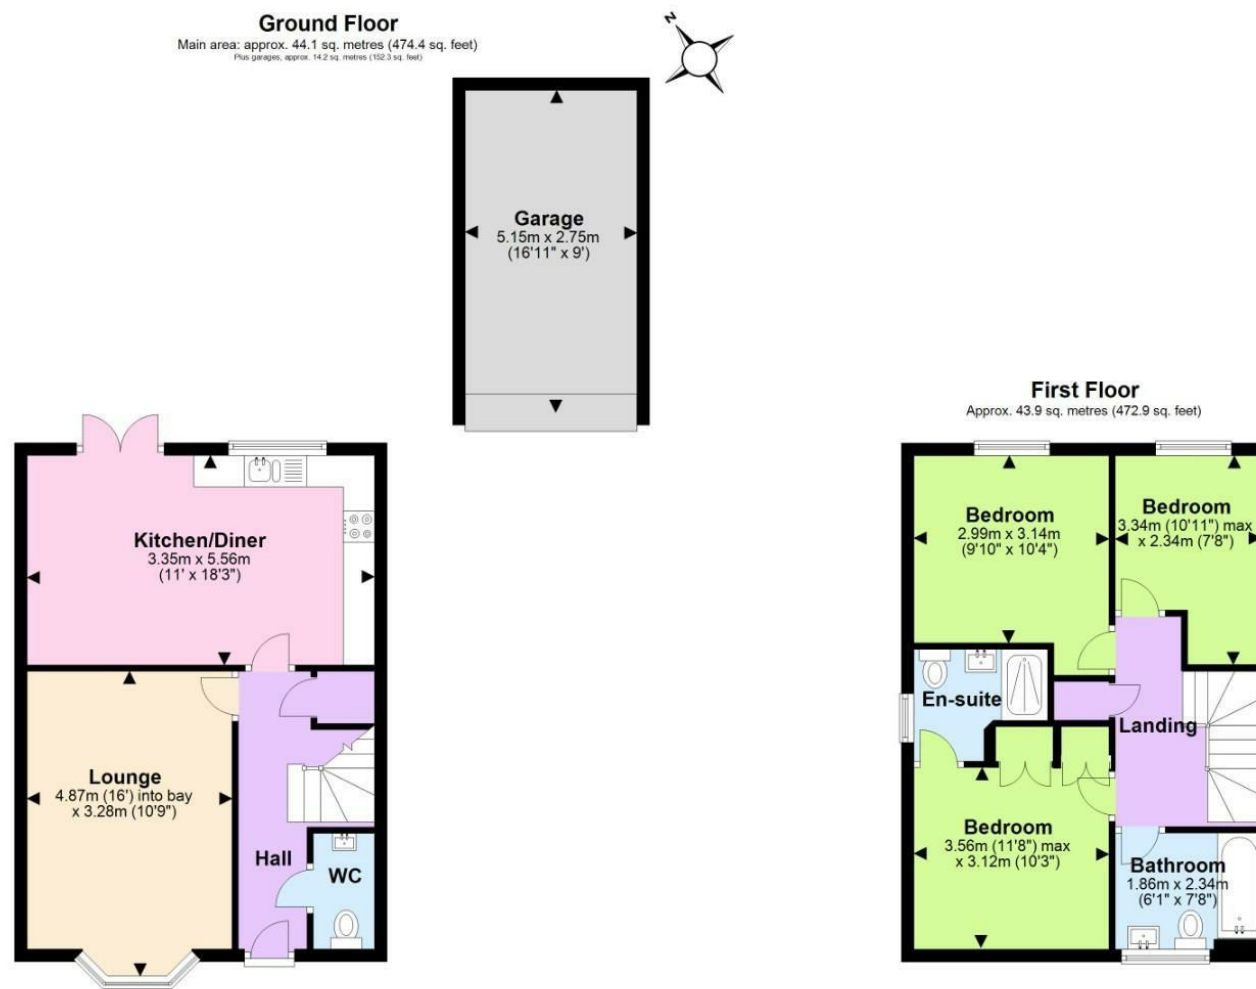 Ground Floor
Main area: approx. 44.1 sq. metres (474.4 sq. feet)
Plus garages, approx. 14.2 sq. metres (152.3 sq. feet)
N
Garage
5.15m x 2.75m
(16'11" x 9')
Kitchen/Diner
3.35m x 5.56m
(11' x 18'3")
Lounge
4.87m (16') into bay
x 3.28m (10'9")
Hall
WC
First Floor
Approx. 43.9 sq. metres (472.9 sq. feet)
Bedroom
2.99m x 3.14m
(9'10" x 10'4")
Bedroom
3.34m (10'11") max
x 2.34m (7'8")
En-suite
Landing
Bedroom
3.56m (11'8") max
x 3.12m (10'3")
Bathroom
1.86m x 2.34m
(6'1" x 7'8")